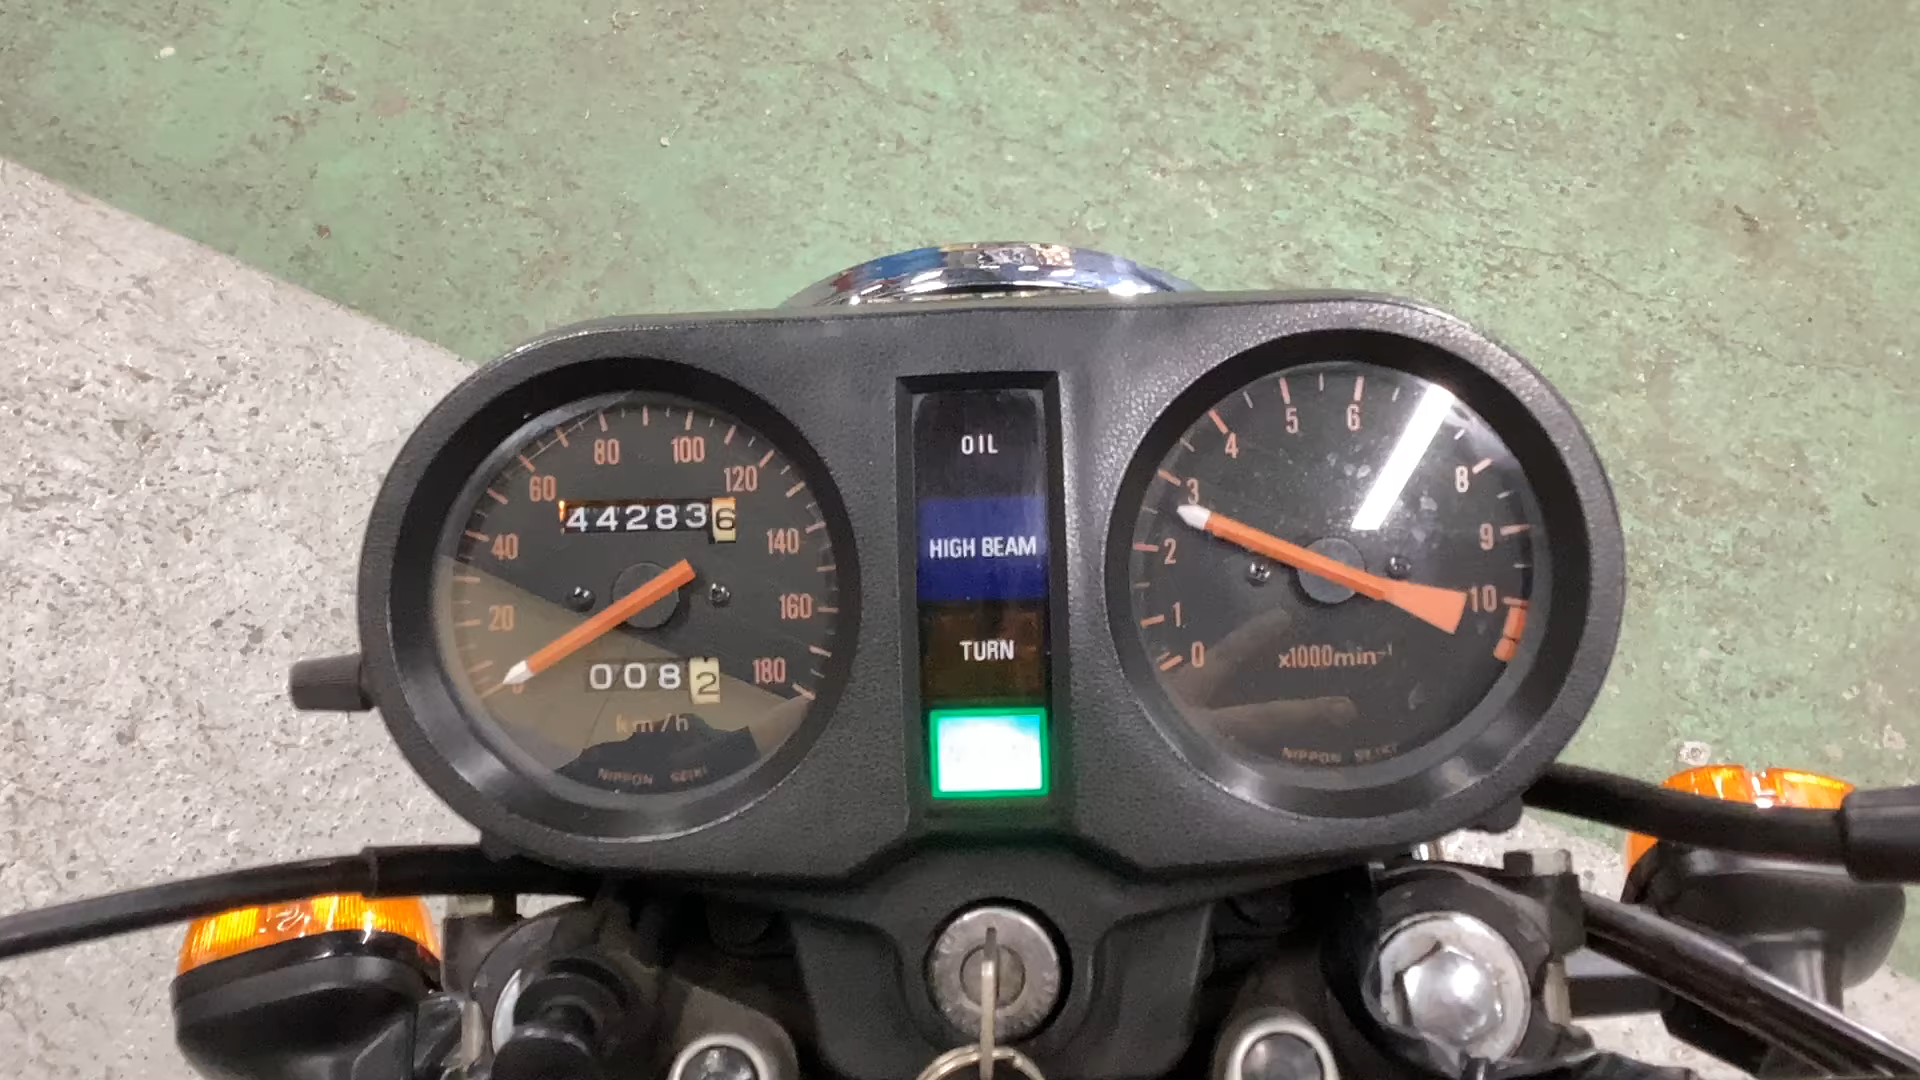 80 100
60 120
442836
40 140
20 160
0082 180
km/h
NIPPON SEIKI
OIL
HIGH BEAM
TURN
5 6
4
3 8
2 9
1 10
0
x1000min⁻¹
NIPPON SEIKI